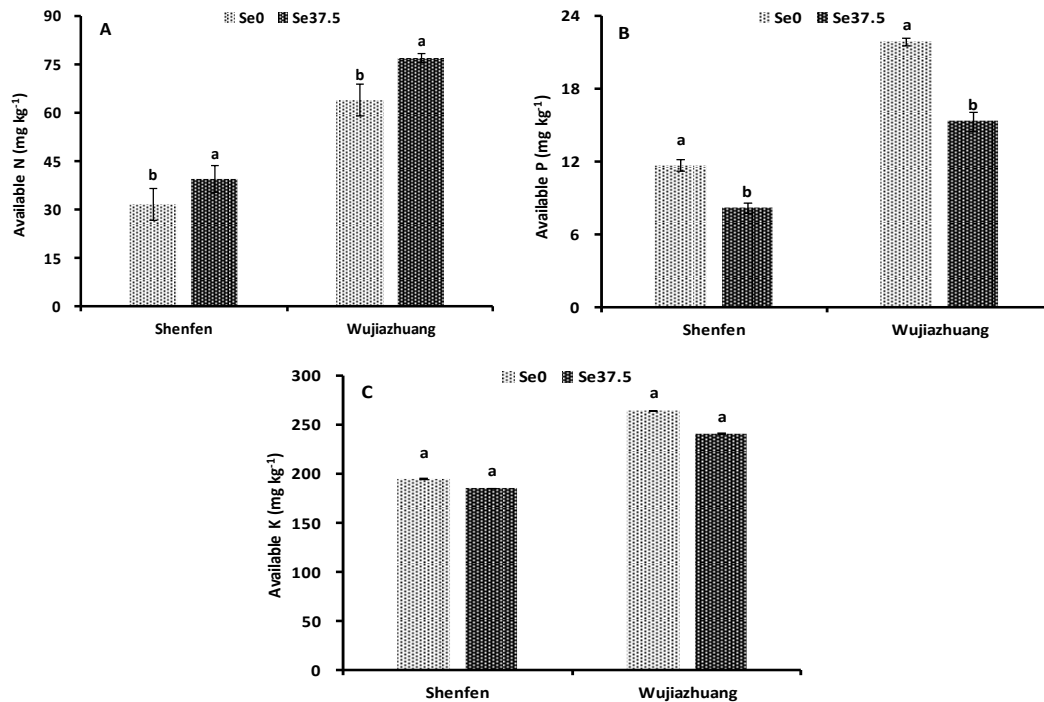 A
Se0 Se37.5
Available N (mg kg⁻¹)
90
75
60
45
30
15
0
b
a
b
a
Shenfen Wujiazhuang
B
Se0 Se37.5
Available P (mg kg⁻¹)
24
18
12
6
0
a
b
a
b
Shenfen Wujiazhuang
C
Se0 Se37.5
Available K (mg kg⁻¹)
300
250
200
150
100
50
0
a
a
a
a
Shenfen Wujiazhuang